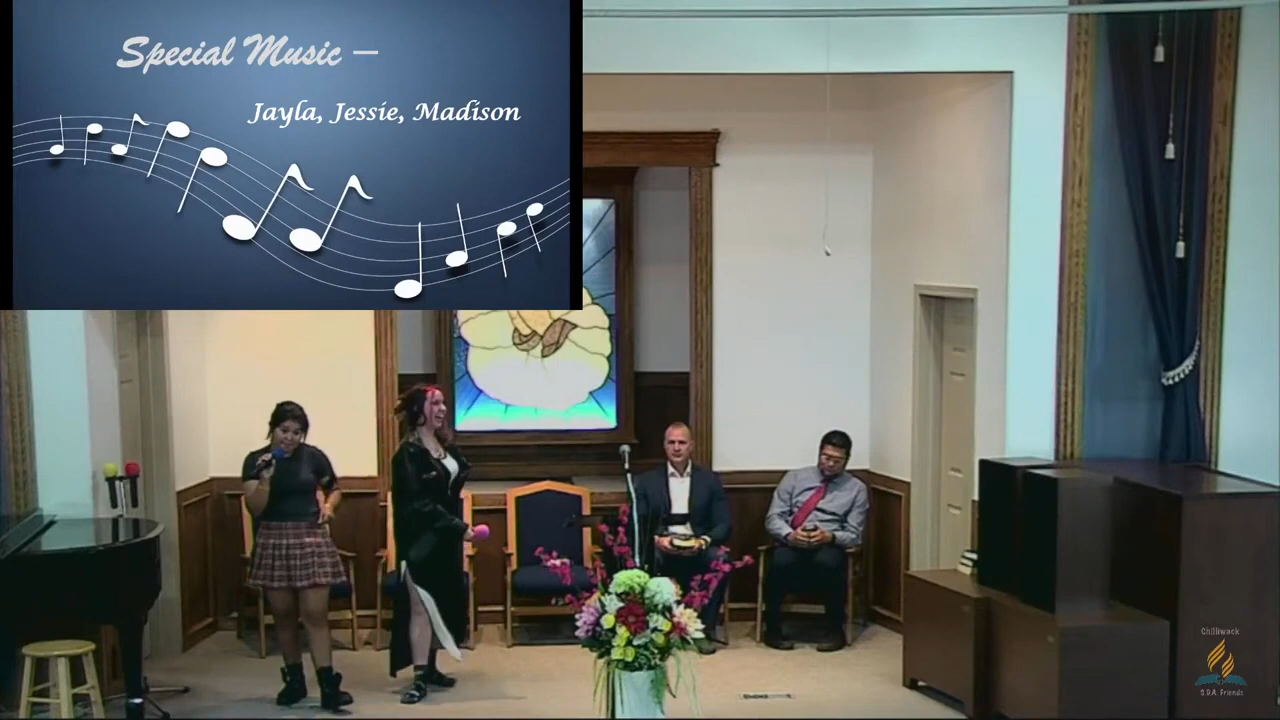 Special Music –
Jayla, Jessie, Madison
Chilliwack
S.D.A. Friends